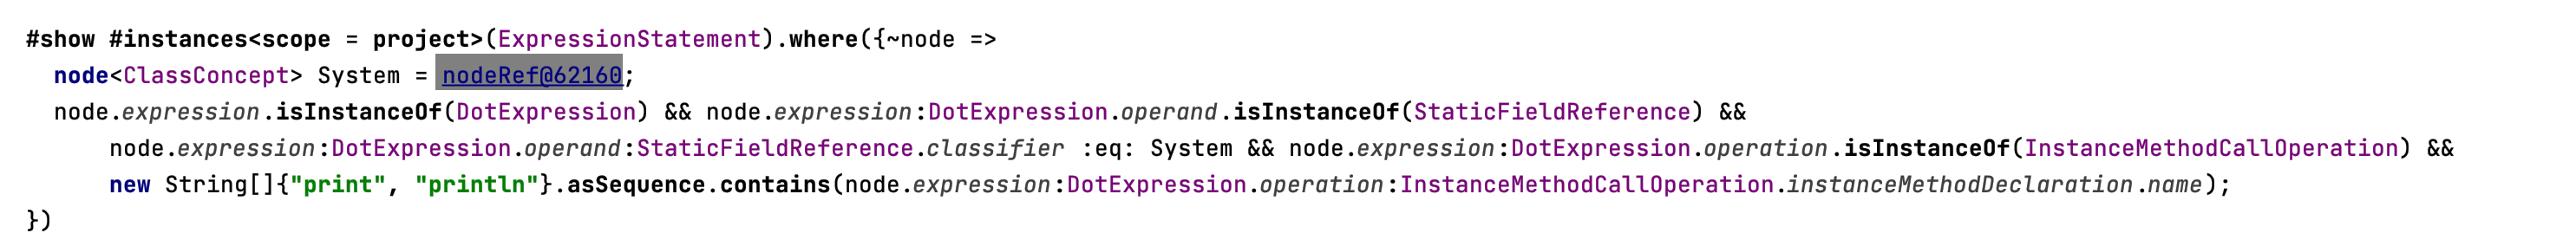 #show #instances<scope = project>(ExpressionStatement).where({~node =>
node<ClassConcept> System = nodeRef@62160;
node.expression.isInstanceOf(DotExpression) && node.expression:DotExpression.operand.isInstanceOf(StaticFieldReference) &&
node.expression:DotExpression.operand:StaticFieldReference.classifier :eq: System && node.expression:DotExpression.operation.isInstanceOf(InstanceMethodCallOperation) &&
new String[]{"print", "println"}.asSequence.contains(node.expression:DotExpression.operation:InstanceMethodCallOperation.instanceMethodDeclaration.name);
})